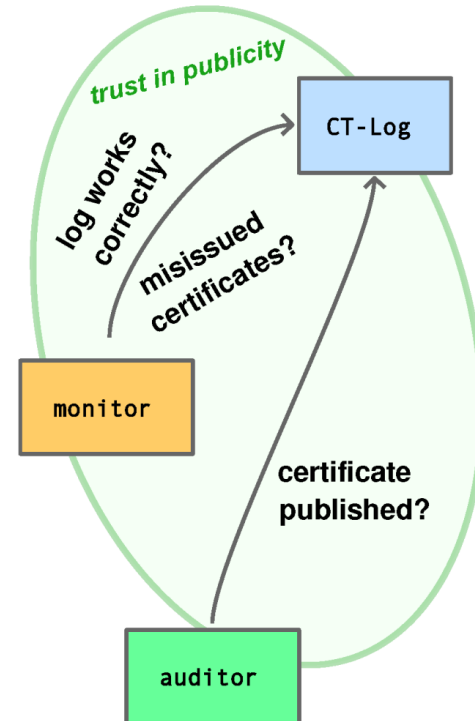 trust in publicity
CT-Log
log works
correctly?
misissued
certificates?
monitor
certificate
published?
auditor